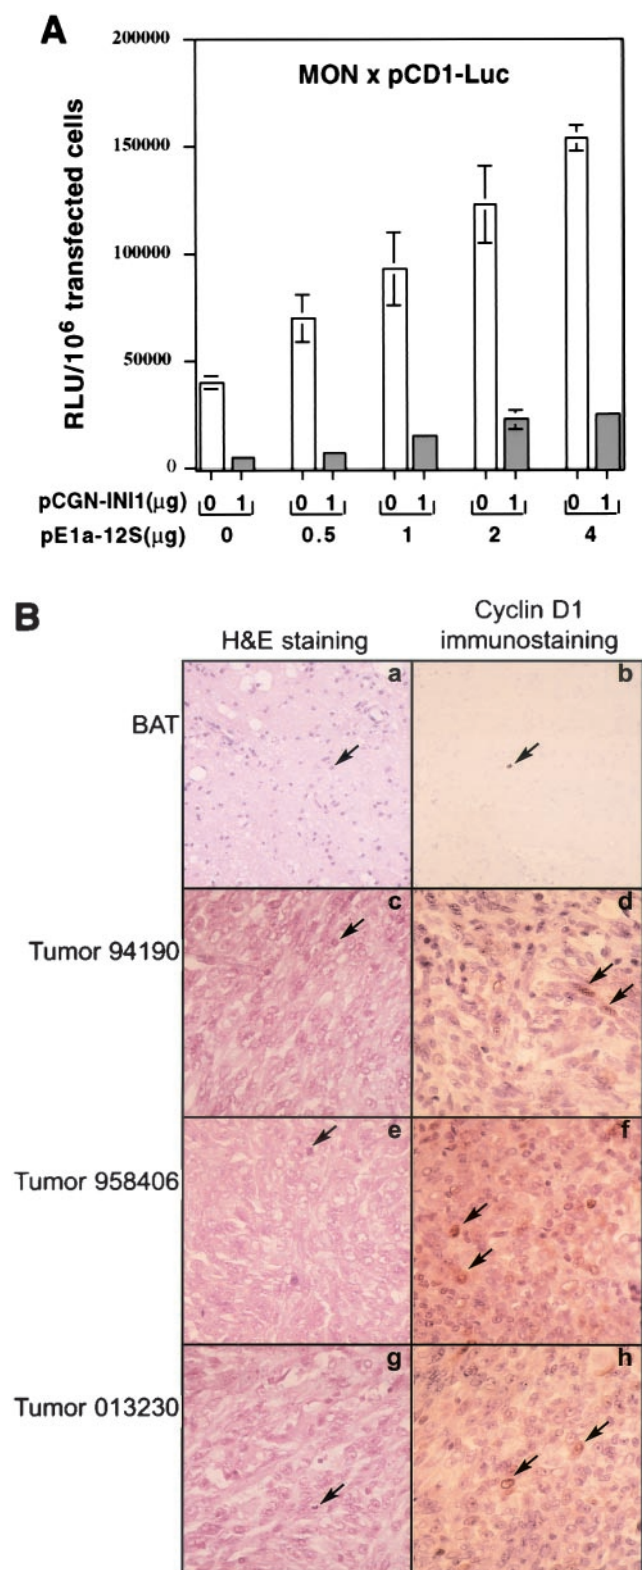 A
200000
MON x pCD1-Luc
150000
100000
50000
0
RLU/10⁶ transfected cells
pCGN-INI1(µg) 0 1 0 1 0 1 0 1 0 1
pE1a-12S(µg) 0 0.5 1 2 4
B
H&E staining
Cyclin D1
immunostaining
BAT
a
b
Tumor 94190
c
d
Tumor 958406
e
f
Tumor 013230
g
h